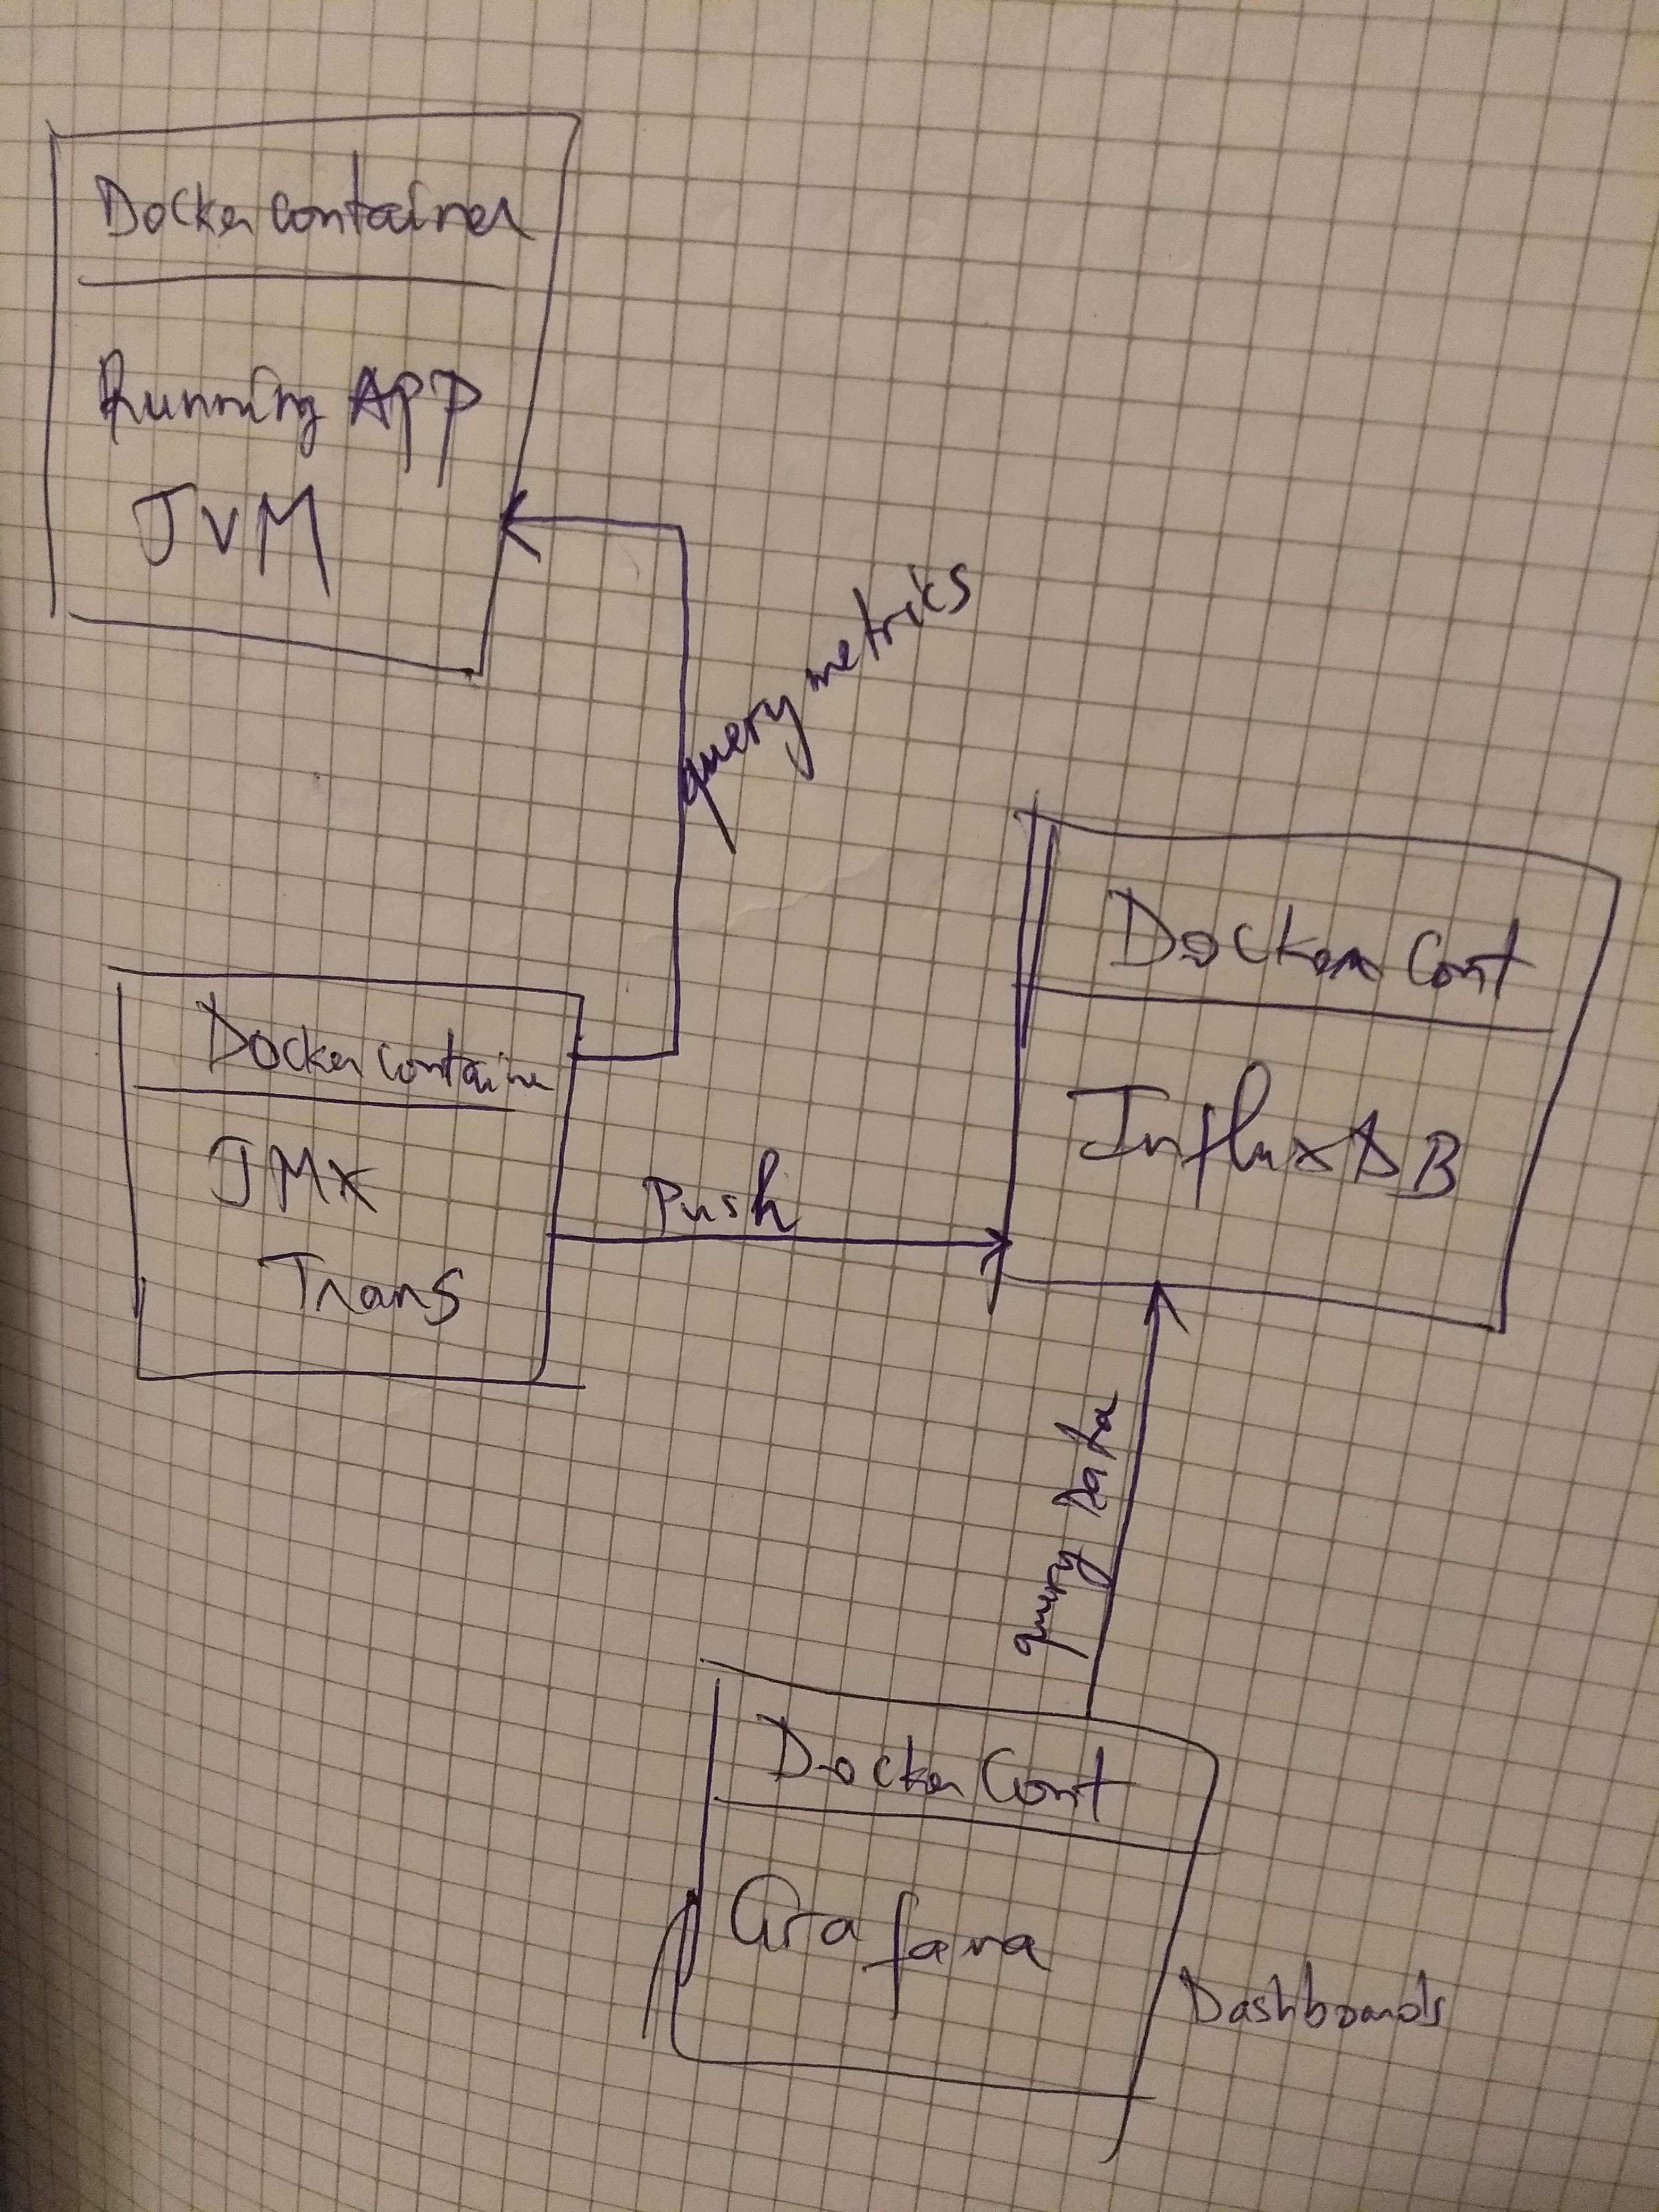 Docker container
Running APP
JVM
query metrics
Docker Cont
InfluxDB
Docker containe
JMX
Trans
Push
query Data
Docker Cont
Grafana
Dashboards